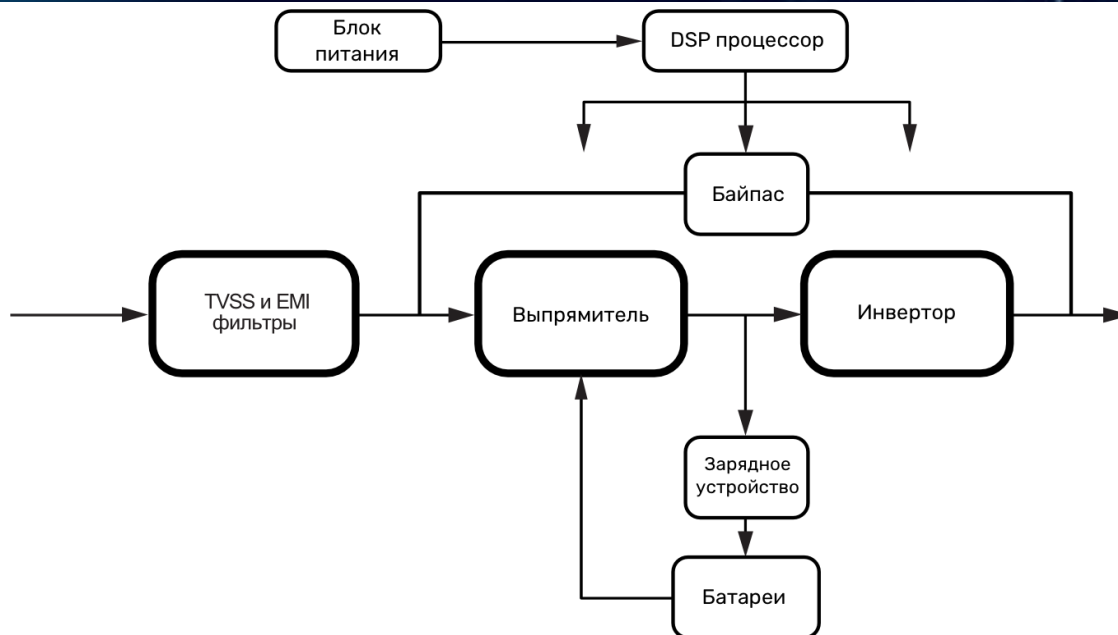 Блок
питания
DSP процессор
Байпас
TVSS и EMI
фильтры
Выпрямитель
Инвертор
Зарядное
устройство
Батареи